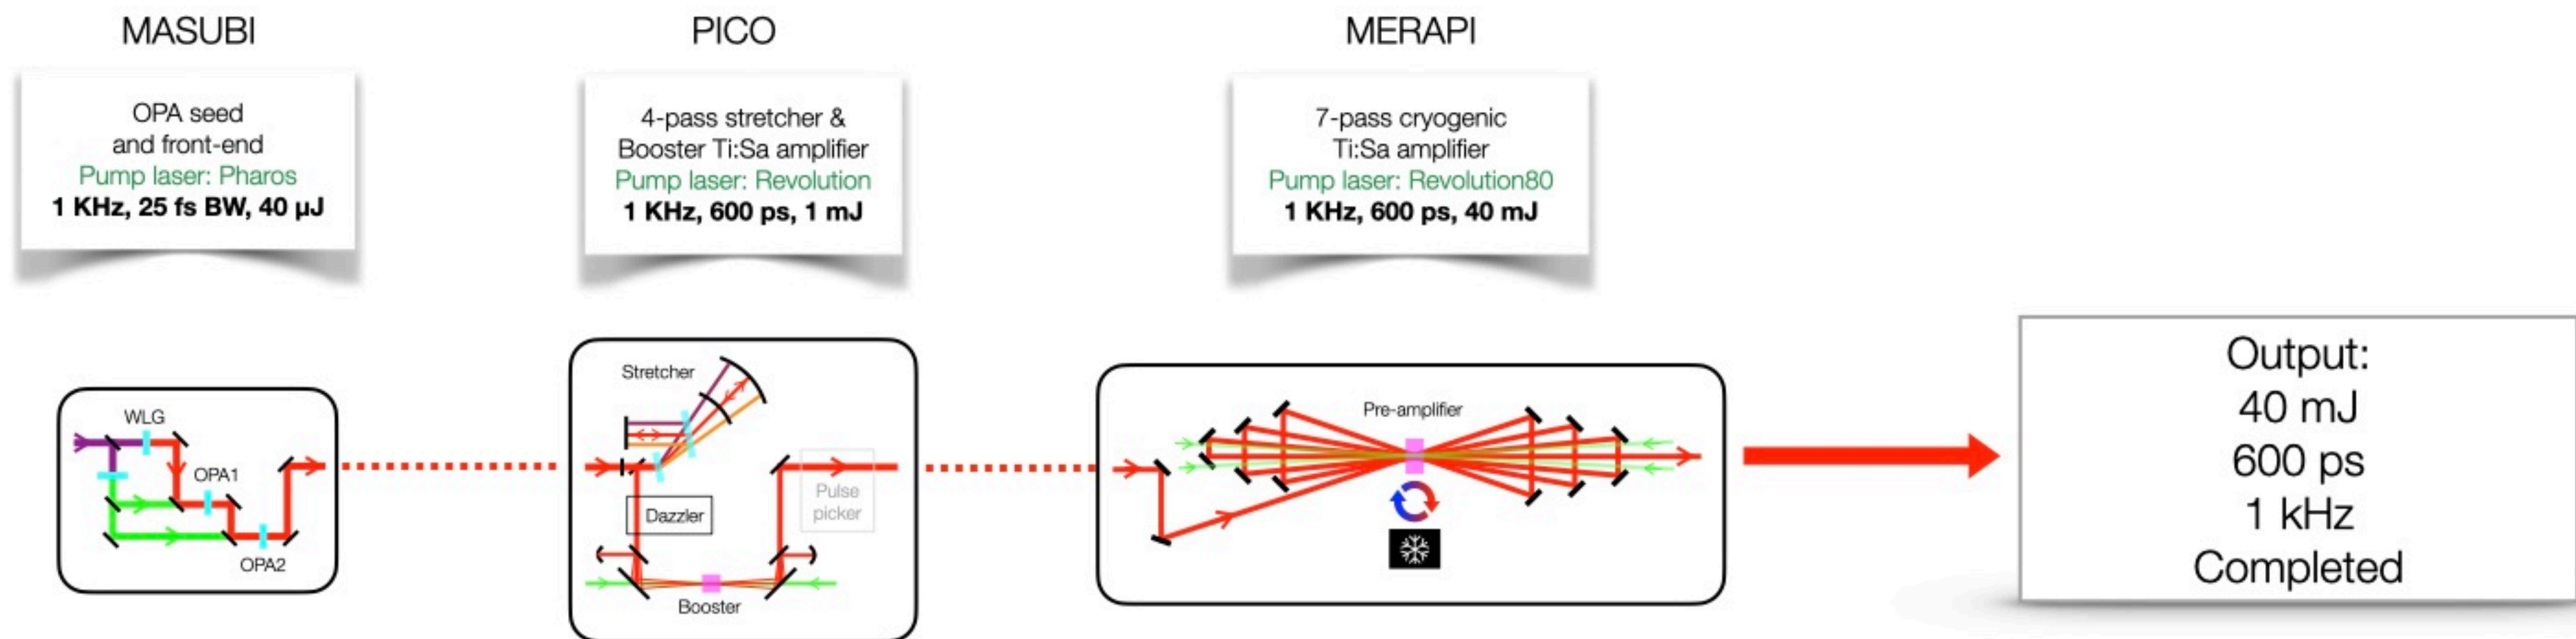 MASUBI
OPA seed
and front-end
Pump laser: Pharos
1 KHz, 25 fs BW, 40 µJ
PICO
4-pass stretcher &
Booster Ti:Sa amplifier
Pump laser: Revolution
1 KHz, 600 ps, 1 mJ
MERAPI
7-pass cryogenic
Ti:Sa amplifier
Pump laser: Revolution80
1 KHz, 600 ps, 40 mJ
WLG
OPA1
OPA2
Stretcher
Dazzler
Pulse
picker
Booster
Pre-amplifier
Output:
40 mJ
600 ps
1 kHz
Completed